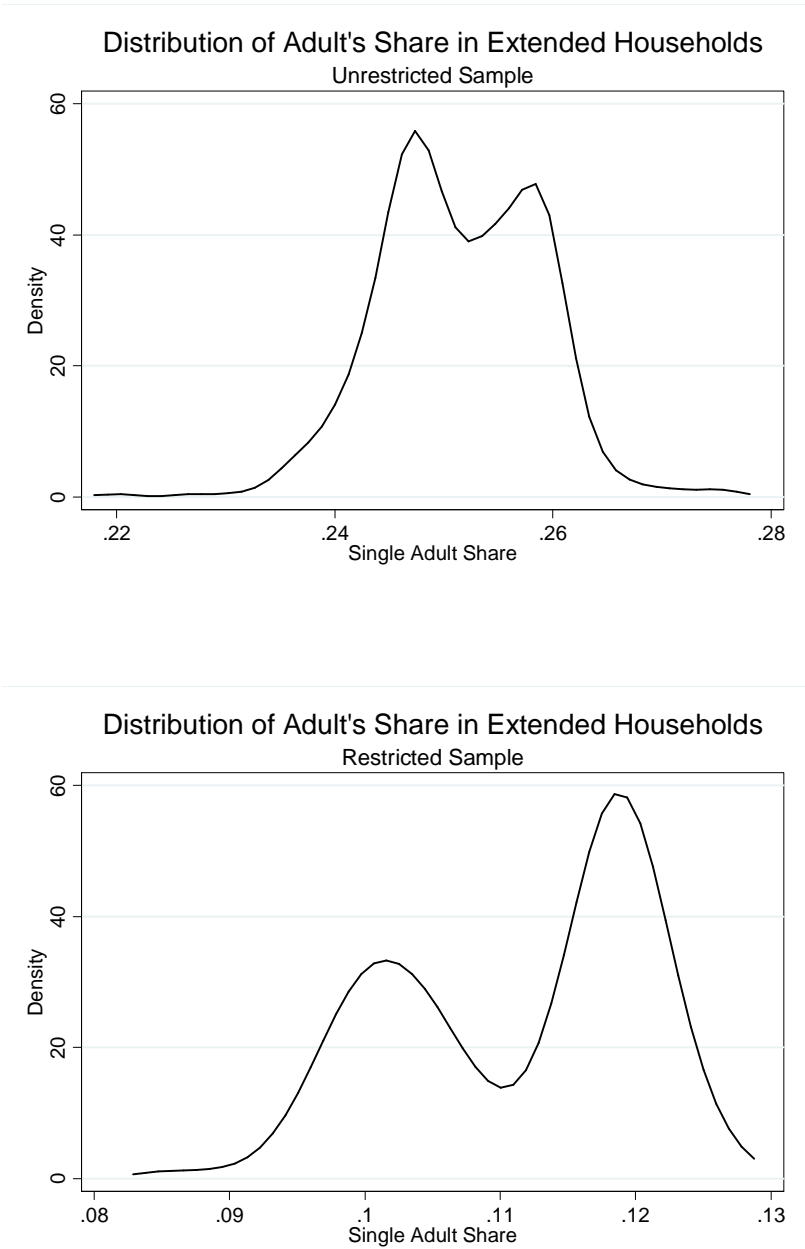 Distribution of Adult's Share in Extended Households
Unrestricted Sample
60
40
20
0
Density
.22 .24 .26 .28
Single Adult Share
Distribution of Adult's Share in Extended Households
Restricted Sample
60
40
20
0
Density
.08 .09 .1 .11 .12 .13
Single Adult Share